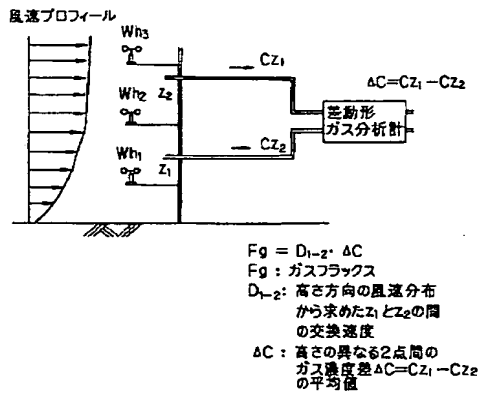 風速プロフィール
Wh3
Cz1
ΔC=Cz1−Cz2
z2
Wh2
差動形
ガス分析計
Cz2
Wh1
z1
Fg = D1-2・ΔC
Fg : ガスフラックス
D1-2: 高さ方向の風速分布
から求めたz1とz2の間
の交換速度
ΔC : 高さの異なる2点間の
ガス濃度差ΔC=Cz1−Cz2
の平均値